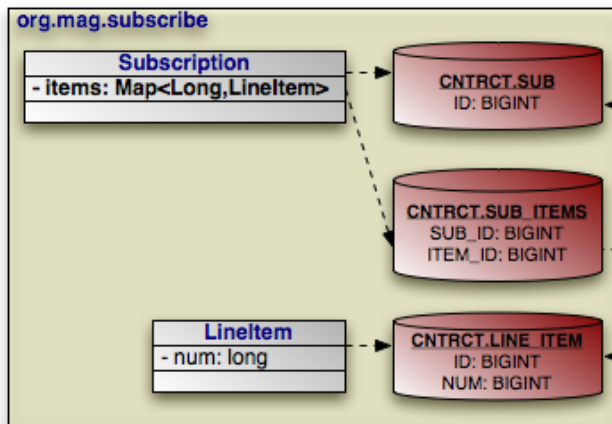 org.mag.subscribe
Subscription
- items: Map<Long,LineItem>
CNTRCT.SUB
ID: BIGINT
CNTRCT.SUB_ITEMS
SUB_ID: BIGINT
ITEM_ID: BIGINT
LineItem
- num: long
CNTRCT.LINE_ITEM
ID: BIGINT
NUM: BIGINT